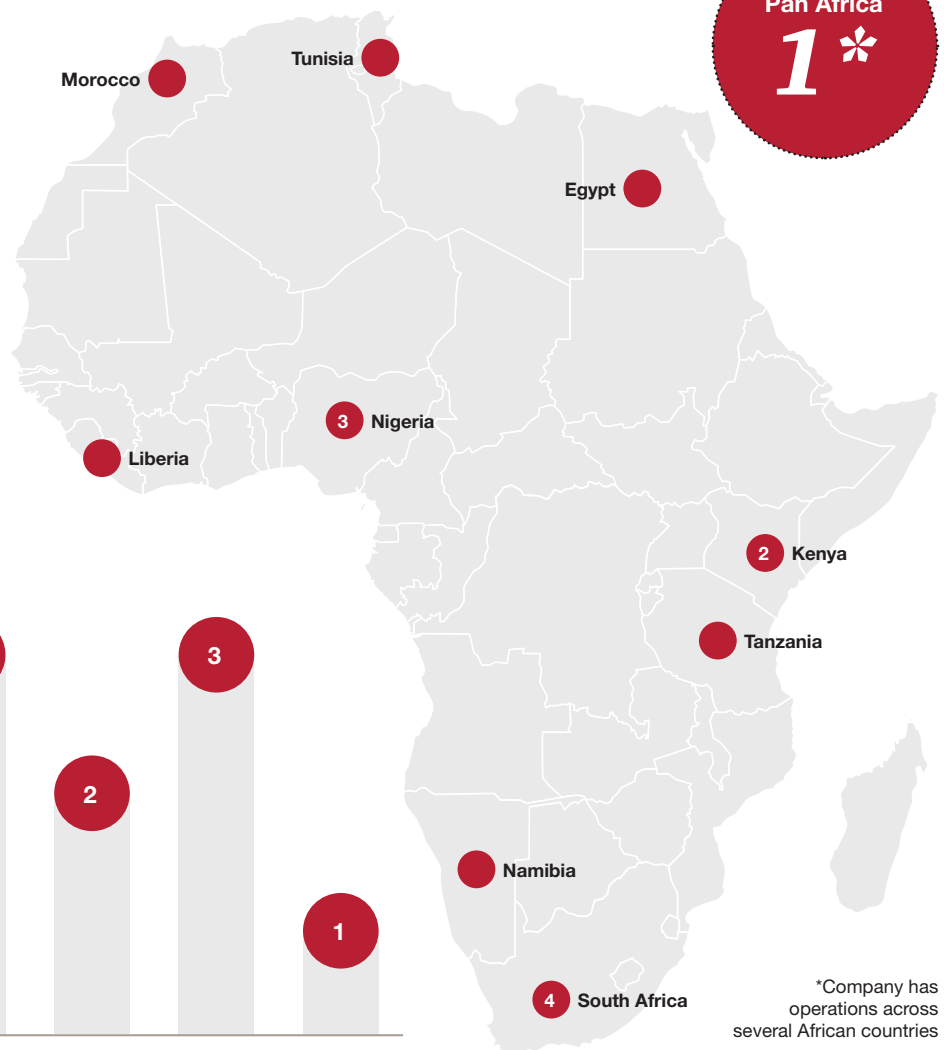 Pan Africa
1*
Tunisia
Morocco
Egypt
3 Nigeria
Liberia
2 Kenya
Tanzania
3
2
Namibia
1
4 South Africa
*Company has
operations across
several African countries